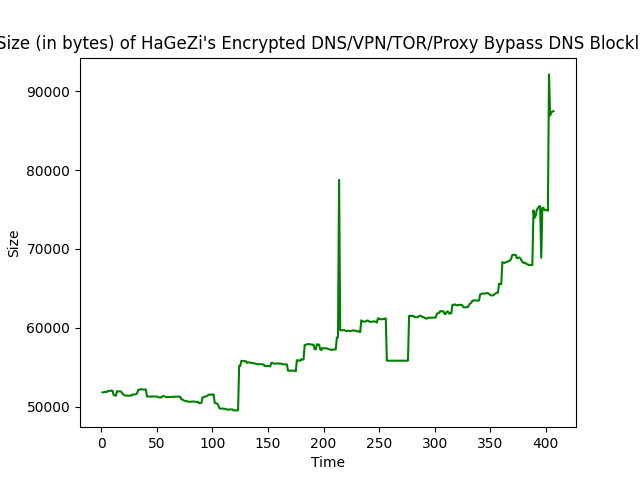 Size (in bytes) of HaGeZi's Encrypted DNS/VPN/TOR/Proxy Bypass DNS Blockl
90000
80000
70000
60000
50000
Size
0 50 100 150 200 250 300 350 400
Time